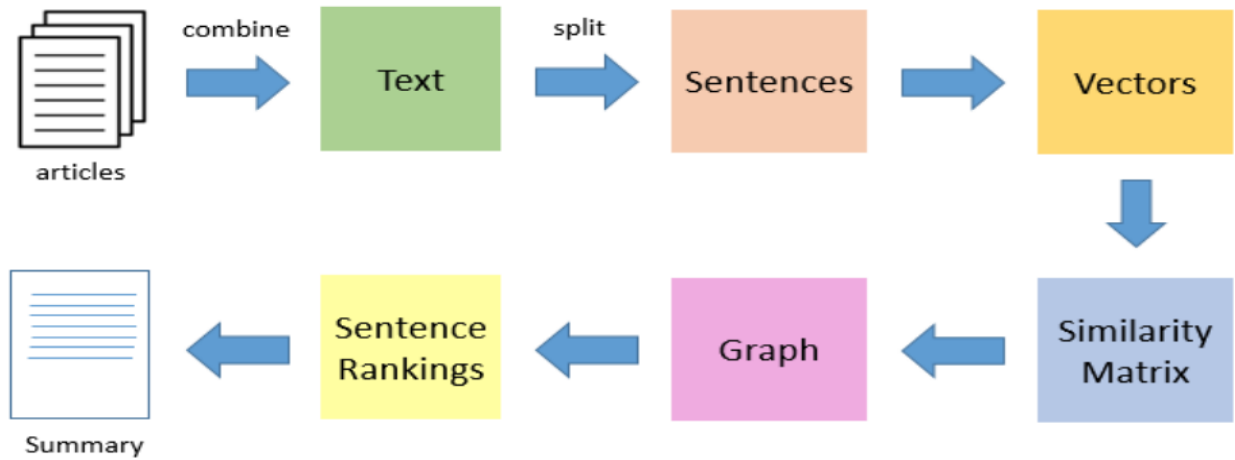 combine
split
Text
Sentences
Vectors
articles
Similarity
Matrix
Graph
Sentence
Rankings
Summary